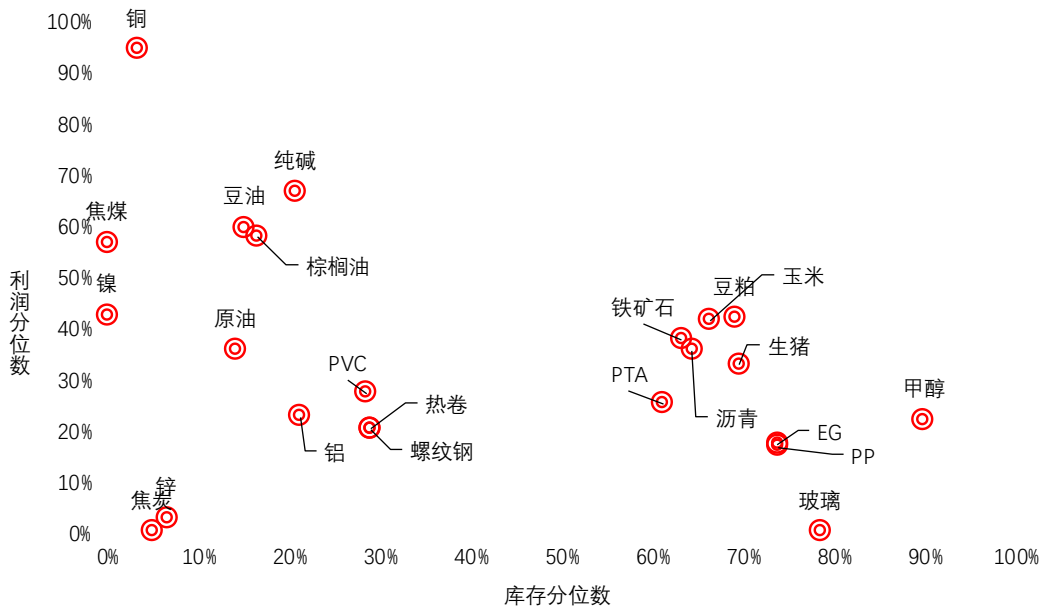 铜
100%
90%
80%
纯碱
70%
豆油
焦煤
60%
棕榈油
50%
利润分位数
镍
玉米
豆粕
40%
原油
铁矿石
生猪
30%
PVC
PTA
沥青
甲醇
热卷
20%
铝
螺纹钢
EG
PP
10%
锌
焦炭
玻璃
0%
0% 10% 20% 30% 40% 50% 60% 70% 80% 90% 100%
库存分位数